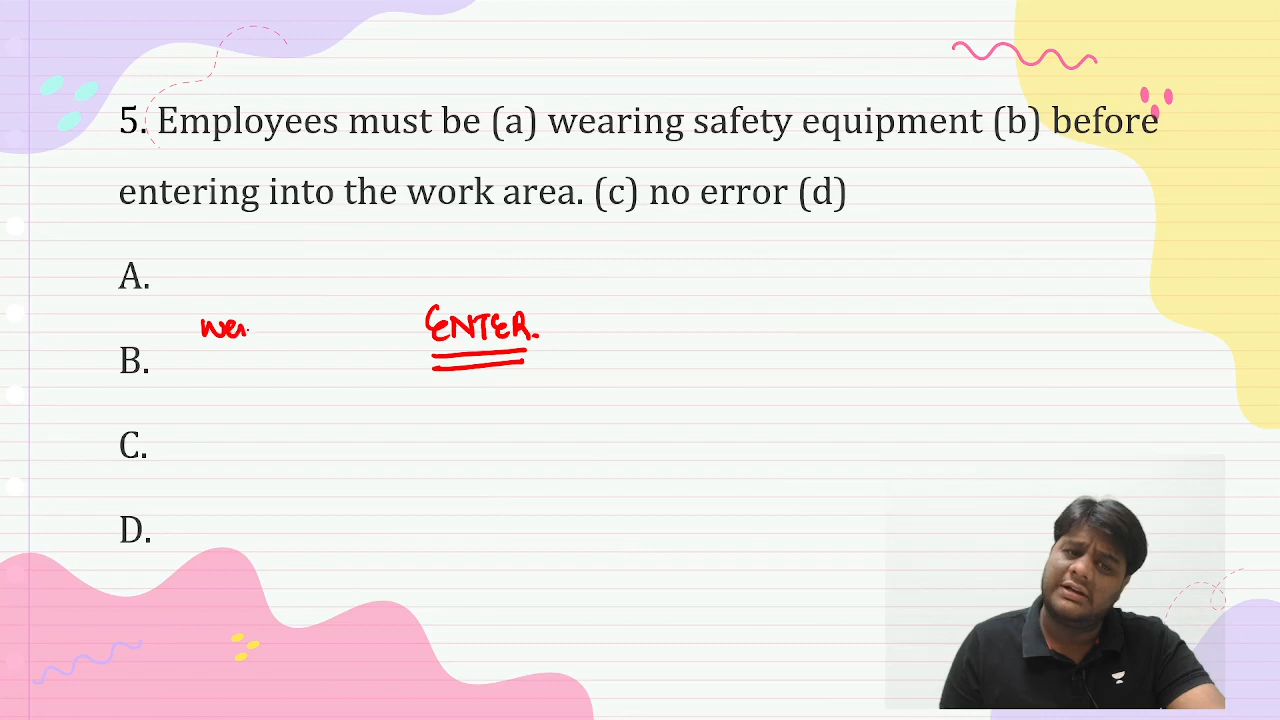 5. Employees must be (a) wearing safety equipment (b) before
entering into the work area. (c) no error (d)
A.
ENTER.
B.
C.
D.